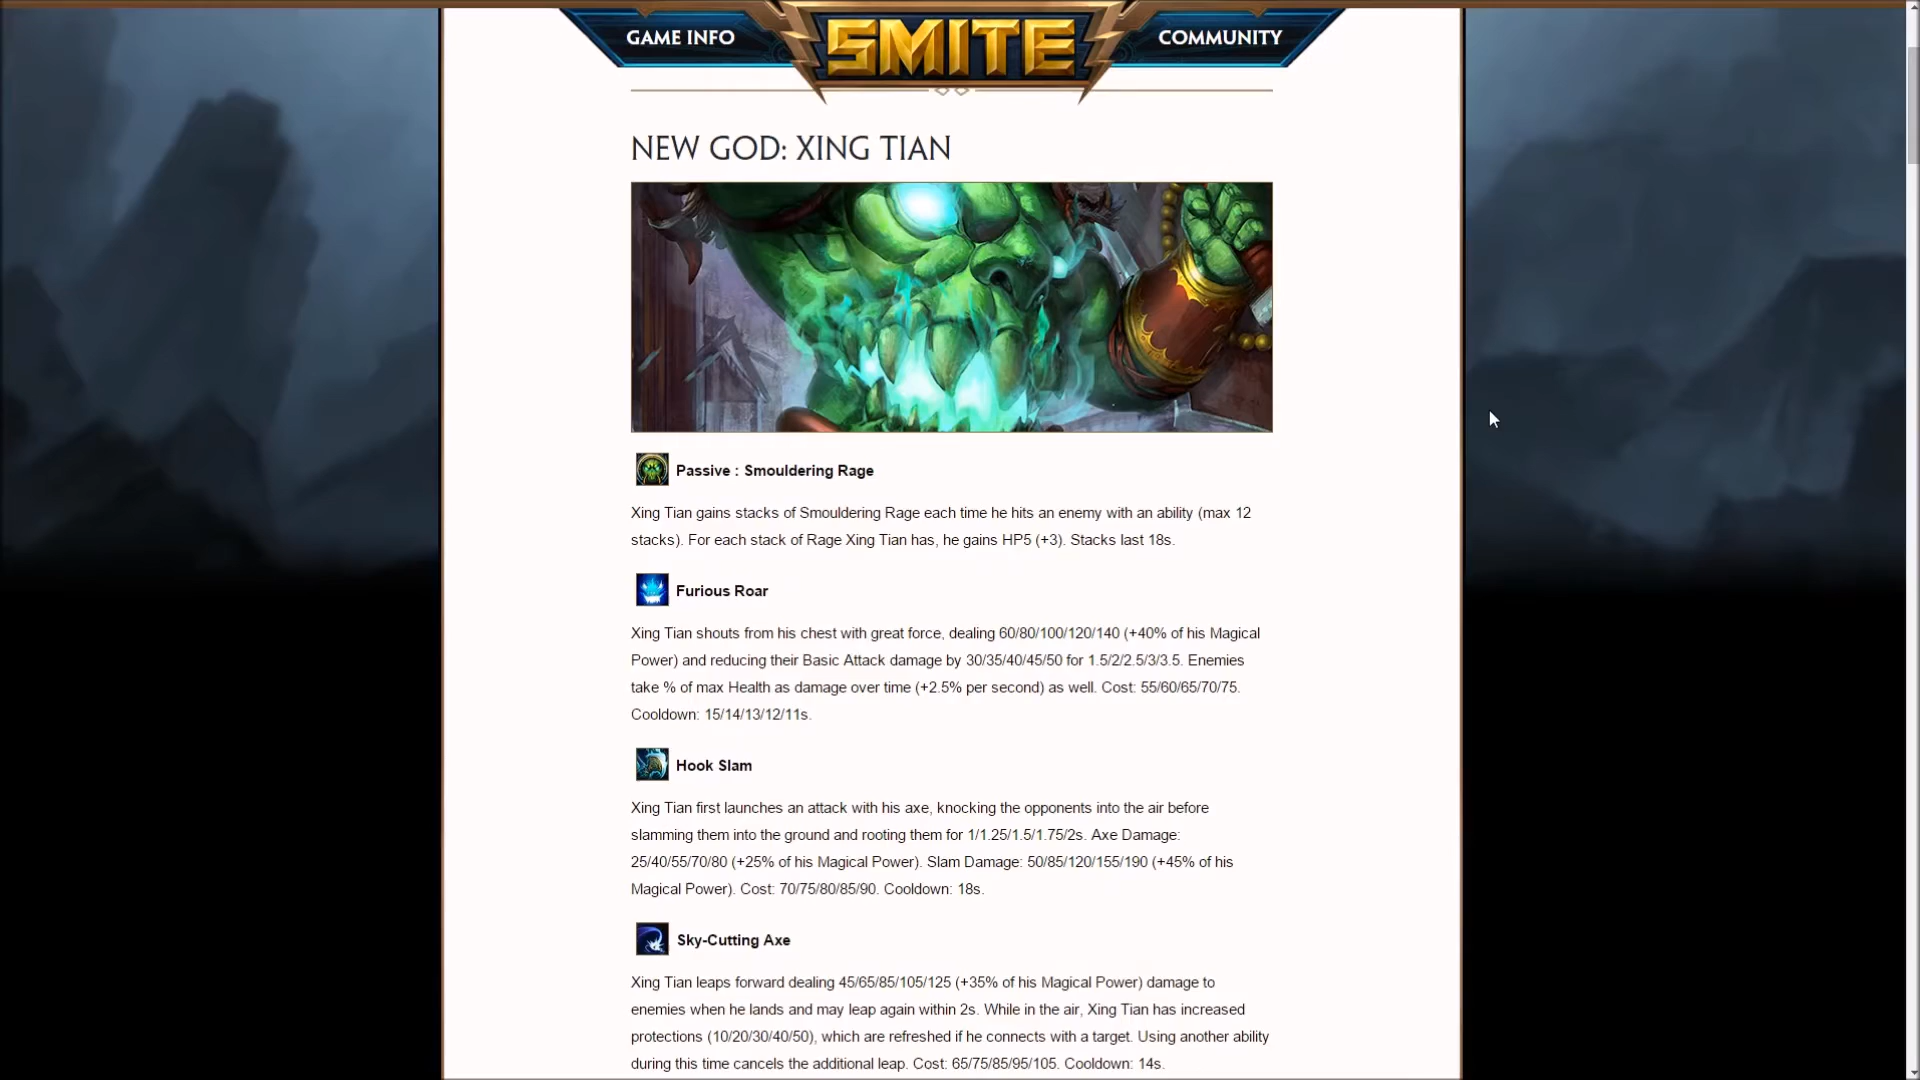 GAME INFO
SMITE
COMMUNITY
NEW GOD: XING TIAN
Passive : Smouldering Rage
Xing Tian gains stacks of Smouldering Rage each time he hits an enemy with an ability (max 12
stacks). For each stack of Rage Xing Tian has, he gains HP5 (+3). Stacks last 18s.
Furious Roar
Xing Tian shouts from his chest with great force, dealing 60/80/100/120/140 (+40% of his Magical
Power) and reducing their Basic Attack damage by 30/35/40/45/50 for 1.5/2/2.5/3/3.5. Enemies
take % of max Health as damage over time (+2.5% per second) as well. Cost: 55/60/65/70/75.
Cooldown: 15/14/13/12/11s.
Hook Slam
Xing Tian first launches an attack with his axe, knocking the opponents into the air before
slamming them into the ground and rooting them for 1/1.25/1.5/1.75/2s. Axe Damage:
25/40/55/70/80 (+25% of his Magical Power). Slam Damage: 50/85/120/155/190 (+45% of his
Magical Power). Cost: 70/75/80/85/90. Cooldown: 18s.
Sky-Cutting Axe
Xing Tian leaps forward dealing 45/65/85/105/125 (+35% of his Magical Power) damage to
enemies when he lands and may leap again within 2s. While in the air, Xing Tian has increased
protections (10/20/30/40/50), which are refreshed if he connects with a target. Using another ability
during this time cancels the additional leap. Cost: 65/75/85/95/105. Cooldown: 14s.